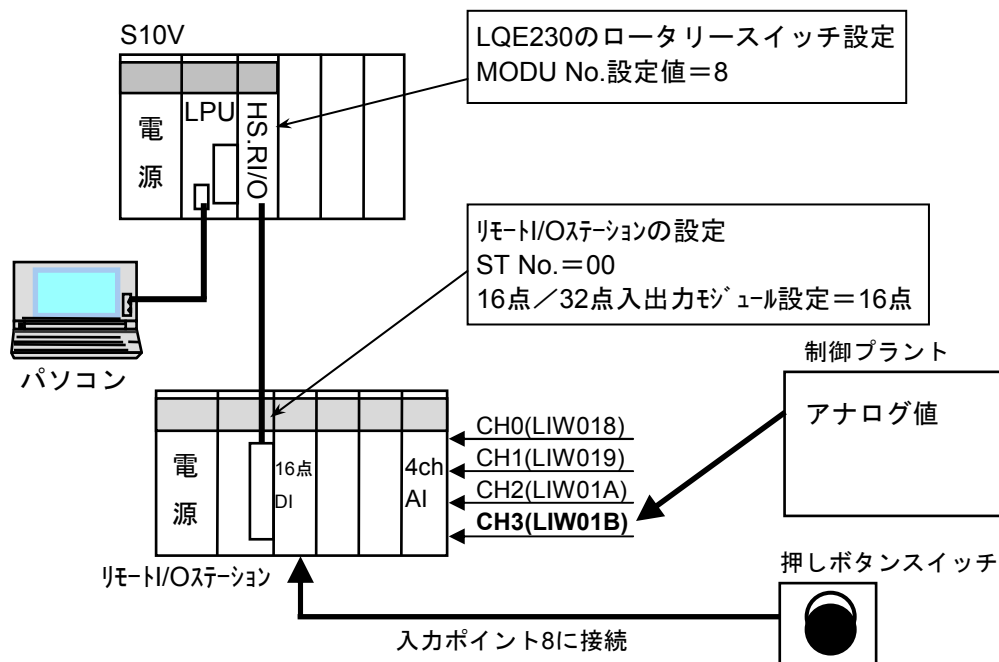 S10V
LQE230のロータリースイッチ設定
MODU No.設定値＝8
電源
LPU
HS.RI/O
ﾘﾓｰﾄI/Oｽﾃｰｼｮﾝの設定
ST No.＝00
16点／32点入出力ﾓｼﾞｭｰﾙ設定＝16点
パソコン
制御プラント
アナログ値
電源
16点
DI
4ch
AI
CH0(LIW018)
CH1(LIW019)
CH2(LIW01A)
CH3(LIW01B)
ﾘﾓｰﾄI/Oｽﾃｰｼｮﾝ
押しボタンスイッチ
入力ポイント8に接続